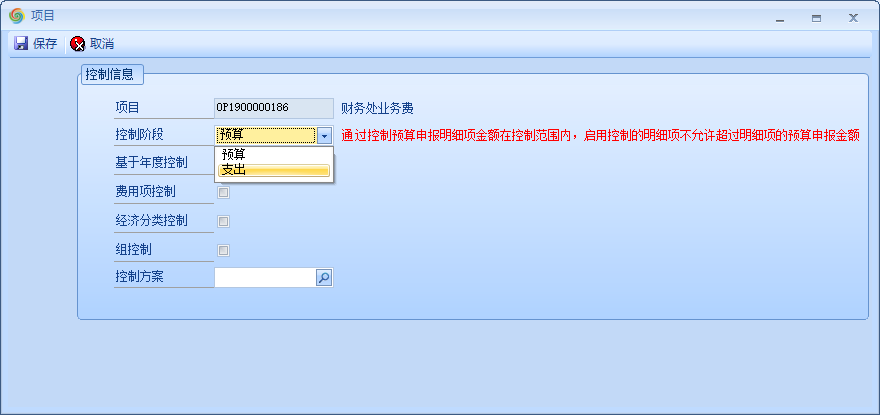 项目
保存 取消
控制信息
项目 0P1900000186 财务处业务费
控制阶段 预算 通过控制预算申报明细项金额在控制范围内，启用控制的明细项不允许超过明细项的预算申报金额
预算
基于年度控制
支出
费用项控制
经济分类控制
组控制
控制方案